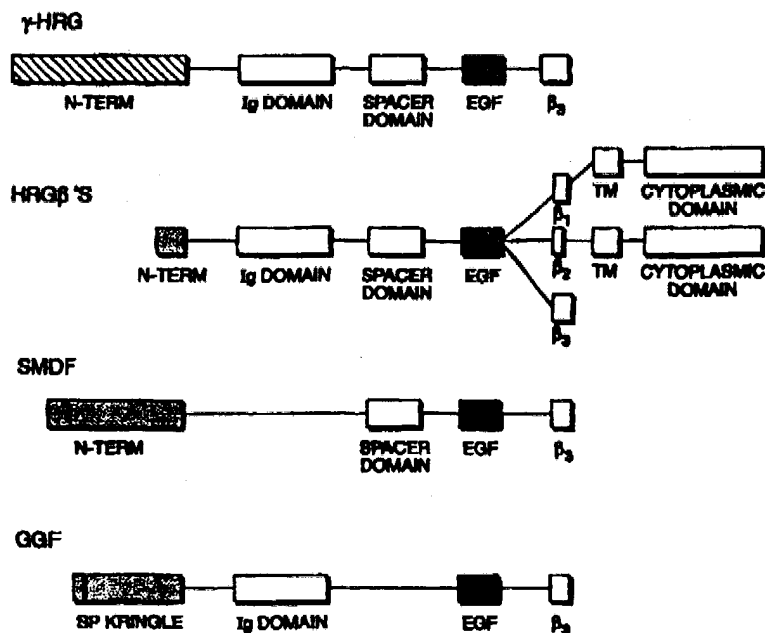 γ-HRG
N-TERM
Ig DOMAIN
SPACER
DOMAIN
EGF
β3
HRGβ'S
β1
TM
CYTOPLASMIC
DOMAIN
N-TERM
Ig DOMAIN
SPACER
DOMAIN
EGF
β2
TM
CYTOPLASMIC
DOMAIN
β3
SMDF
N-TERM
SPACER
DOMAIN
EGF
β3
GGF
SP KRINGLE
Ig DOMAIN
EGF
β3